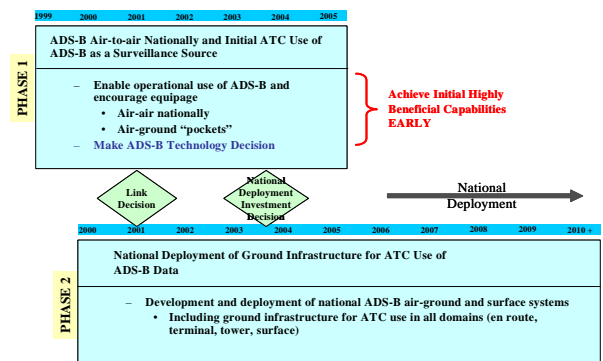 1999 2000 2001 2002 2003 2004 2005
PHASE 1
ADS-B Air-to-air Nationally and Initial ATC Use of
ADS-B as a Surveillance Source
– Enable operational use of ADS-B and
encourage equipage
• Air-air nationally
• Air-ground “pockets”
– Make ADS-B Technology Decision
Achieve Initial Highly
Beneficial Capabilities
EARLY
Link
Decision
National
Deployment
Investment
Decision
National
Deployment
2000 2001 2002 2003 2004 2006 2007 2008 2009 2010 +
PHASE 2
National Deployment of Ground Infrastructure for ATC Use of
ADS-B Data
– Development and deployment of national ADS-B air-ground and surface systems
• Including ground infrastructure for ATC use in all domains (en route,
terminal, tower, surface)